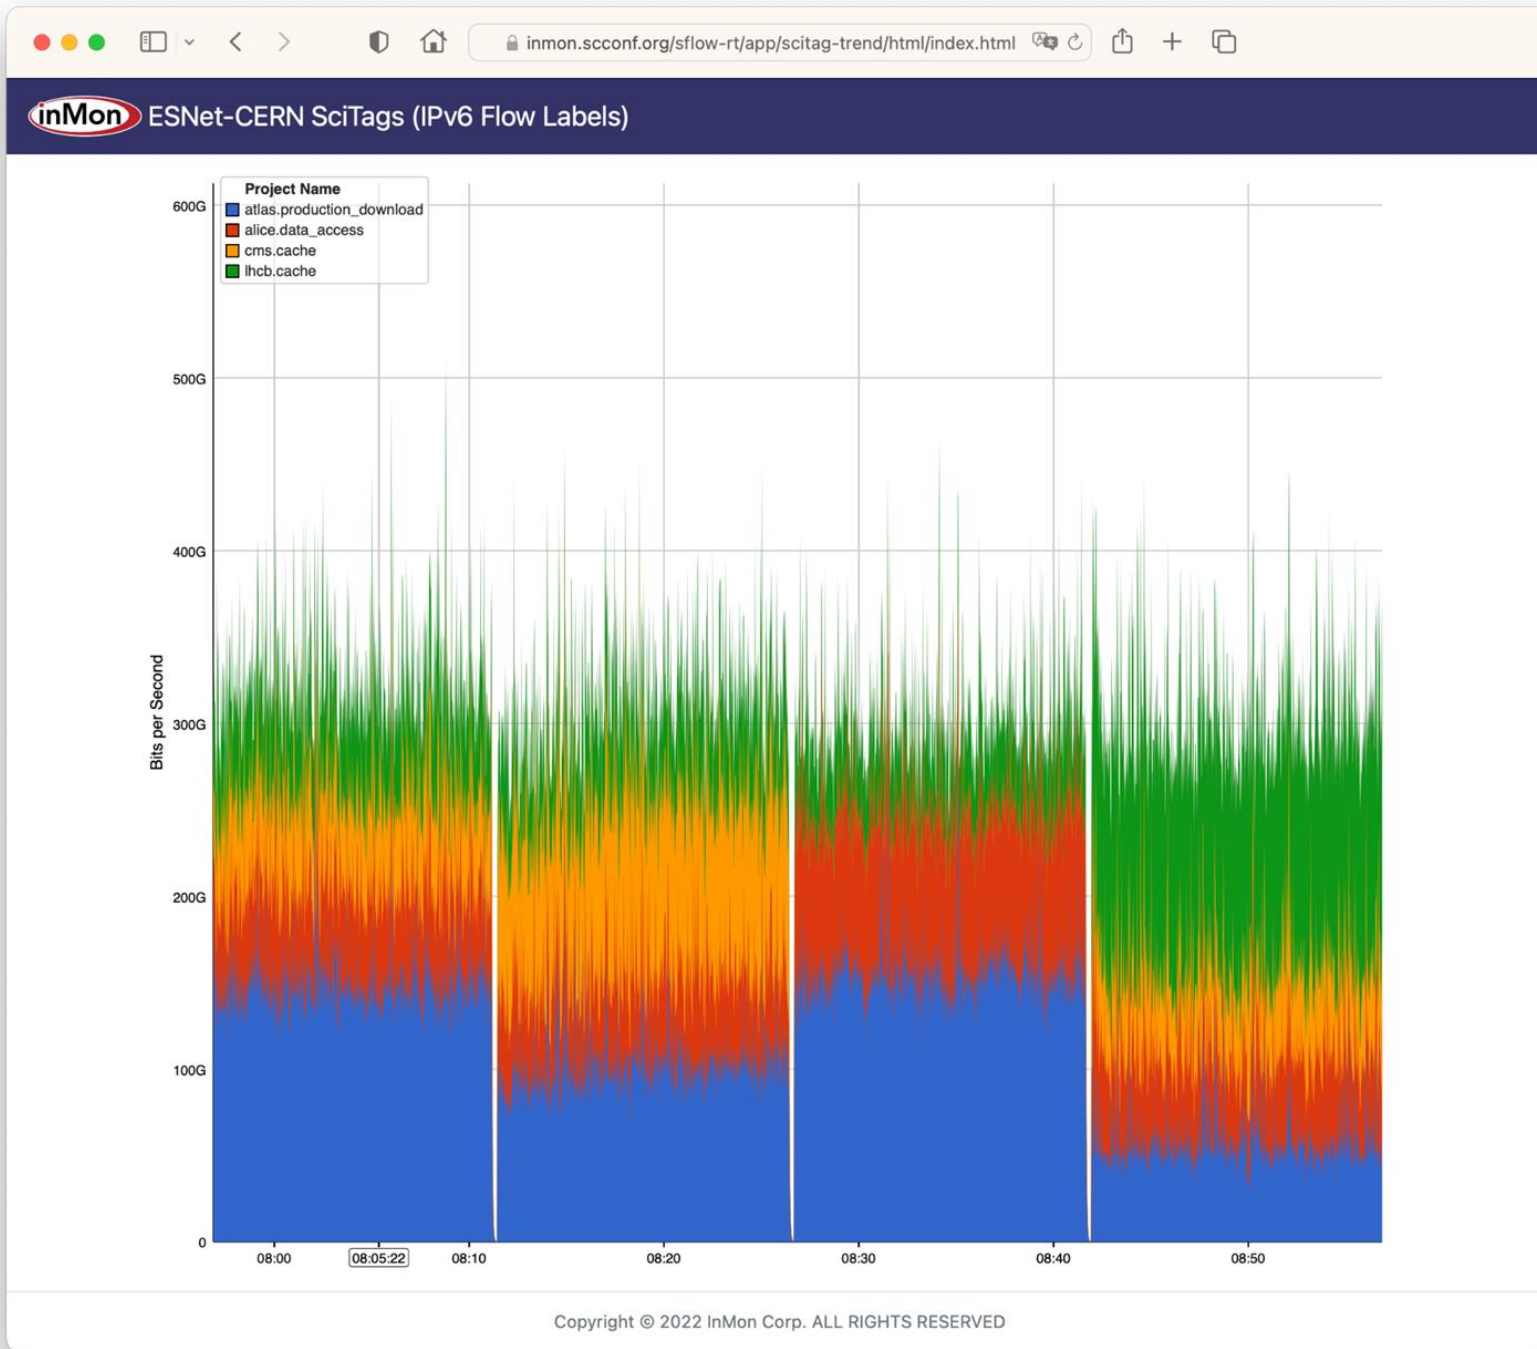 inmon.scconf.org/sflow-rt/app/scitag-trend/html/index.html
inMon ESNet-CERN SciTags (IPv6 Flow Labels)
Project Name
atlas.production_download
alice.data_access
cms.cache
lhcb.cache
600G
500G
400G
300G
200G
100G
0
Bits per Second
08:00 08:05:22 08:10 08:20 08:30 08:40 08:50
Copyright © 2022 InMon Corp. ALL RIGHTS RESERVED